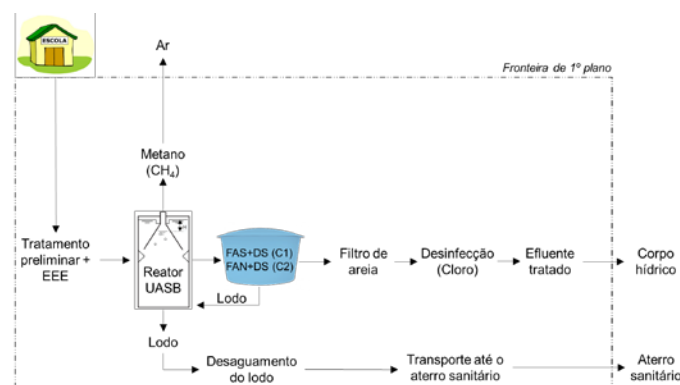 ESCOLA
Ar
Fronteira de 1º plano
Metano
(CH4)
Tratamento
preliminar +
EEE
Reator
UASB
FAS+DS (C1)
FAN+DS (C2)
Lodo
Filtro de
areia
Desinfecção
(Cloro)
Efluente
tratado
Corpo
hídrico
Lodo
Desaguamento
do lodo
Transporte até o
aterro sanitário
Aterro
sanitário